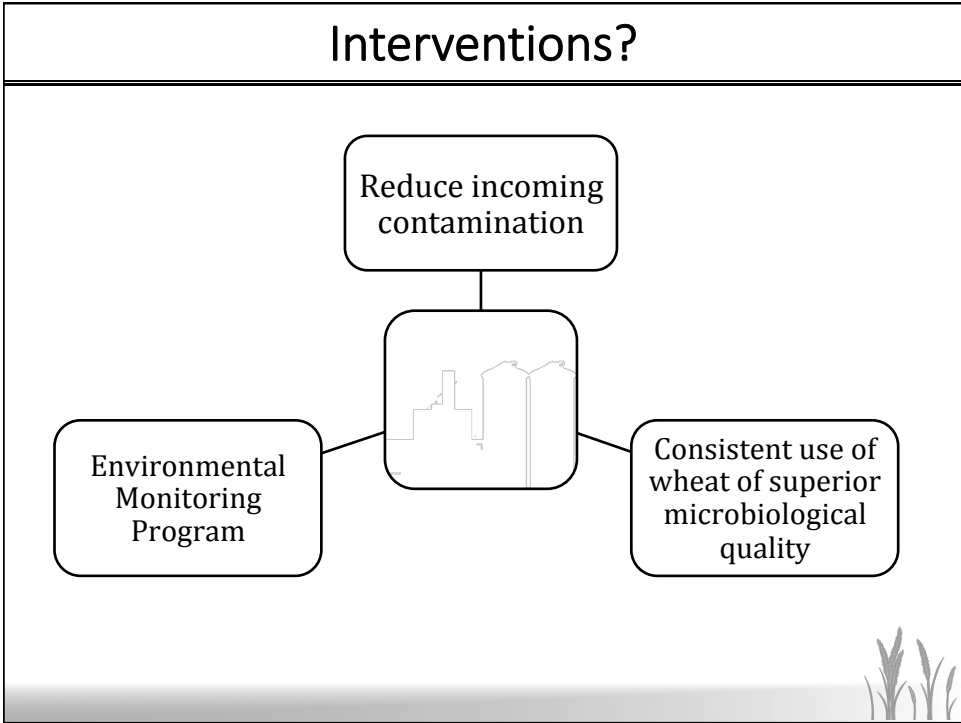 Interventions?
Reduce incoming
contamination
Environmental
Monitoring
Program
Consistent use of
wheat of superior
microbiological
quality